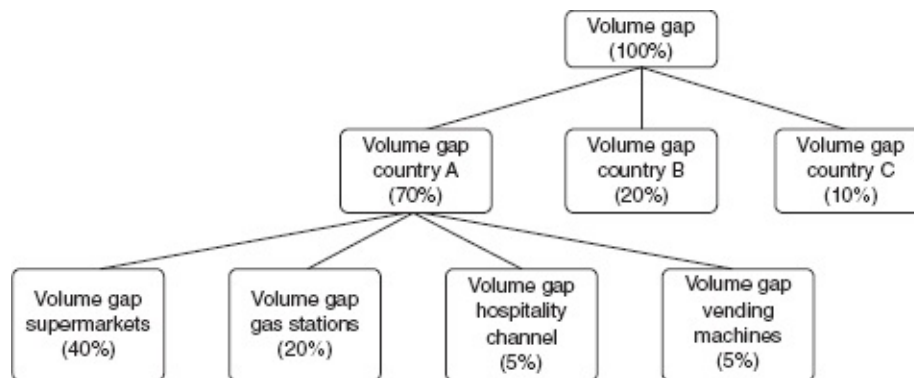 Volume gap
(100%)
Volume gap
country A
(70%)
Volume gap
country B
(20%)
Volume gap
country C
(10%)
Volume gap
supermarkets
(40%)
Volume gap
gas stations
(20%)
Volume gap
hospitality
channel
(5%)
Volume gap
vending
machines
(5%)